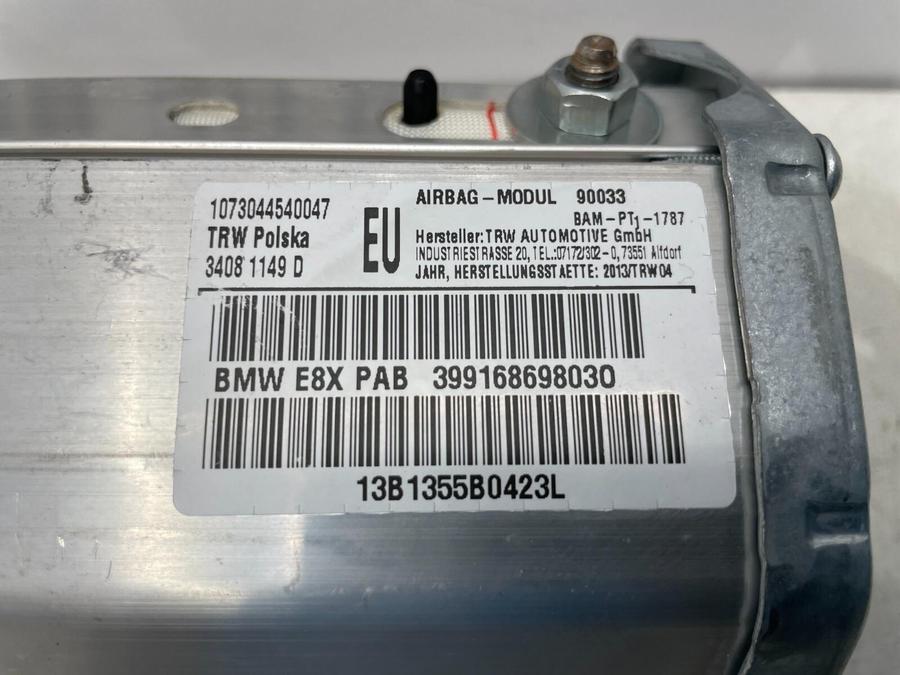 1073044540047
TRW Polska
3408 1149 D
EU
AIRBAG-MODUL 90033
BAM-PT1-1787
Hersteller: TRW AUTOMOTIVE GmbH
INDUSTRIESTRASSE 20, TEL.:07172/302-0, 73551 Alfdorf
JAHR, HERSTELLUNGSSTAETTE: 2013/TRW04
BMW E8X PAB 399168698030
13B1355B0423L